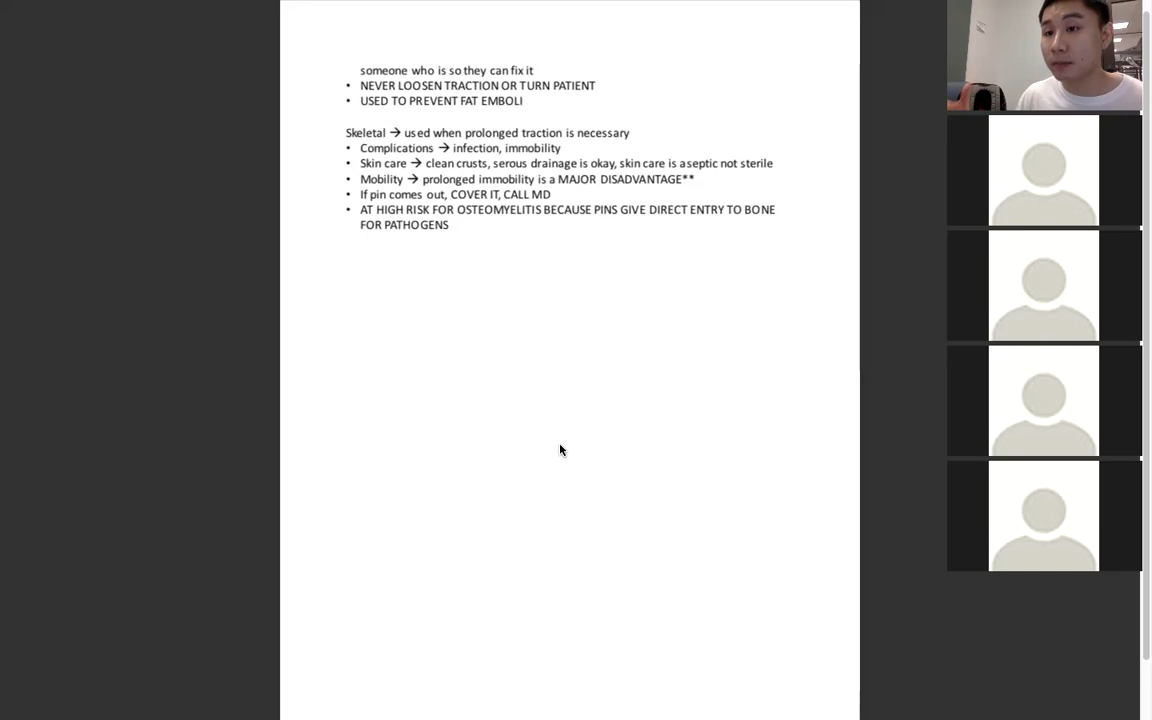 someone who is so they can fix it
• NEVER LOOSEN TRACTION OR TURN PATIENT
• USED TO PREVENT FAT EMBOLI
Skeletal → used when prolonged traction is necessary
• Complications → infection, immobility
• Skin care → clean crusts, serous drainage is okay, skin care is aseptic not sterile
• Mobility → prolonged immobility is a MAJOR DISADVANTAGE**
• If pin comes out, COVER IT, CALL MD
• AT HIGH RISK FOR OSTEOMYELITIS BECAUSE PINS GIVE DIRECT ENTRY TO BONE
FOR PATHOGENS